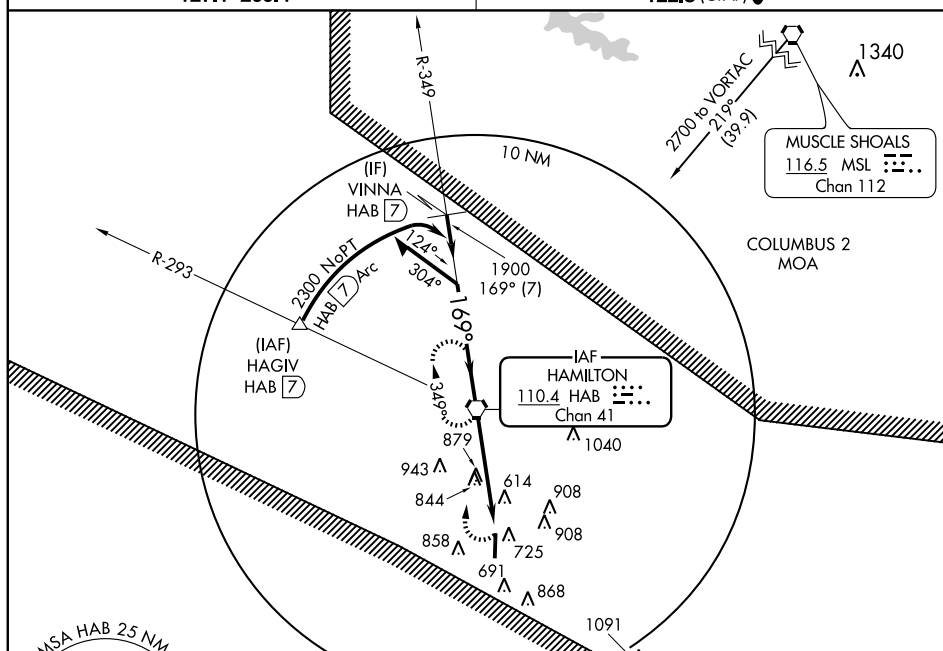 R-349
1340
2700 to VORTAC
219°
(39.9)
MUSCLE SHOALS
116.5 MSL
Chan 112
10 NM
(IF)
VINNA
HAB 7
COLUMBUS 2
MOA
R-293
2300 NoPT
HAB 7 Arc
124°
304°
1900
169° (7)
169°
(IAF)
HAGIV
HAB 7
349°
IAF
HAMILTON
110.4 HAB
Chan 41
1040
879
943
844
614
908
908
858
725
691
868
1091
MSA HAB 25 NM